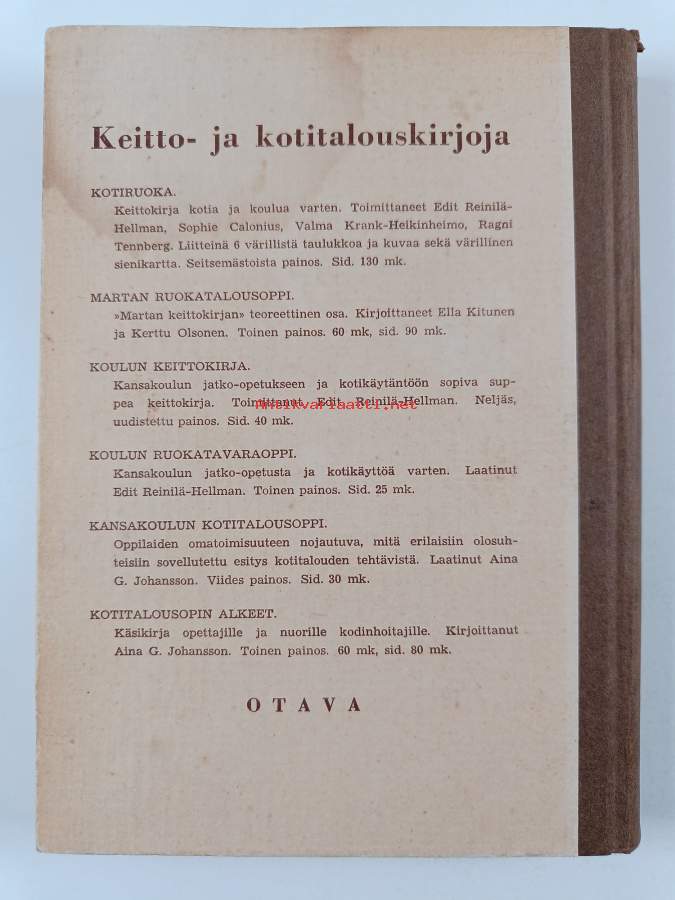 Keitto- ja kotitalouskirjoja
KOTIRUOKA.
Keittokirja kotia ja koulua varten. Toimittaneet Edit Reinilä-
Hellman, Sophie Calonius, Valma Krank-Heikinheimo, Ragni
Tennberg. Liitteinä 6 värillistä taulukkoa ja kuvaa sekä värillinen
sienikartta. Seitsemästoista painos. Sid. 130 mk.
MARTAN RUOKATALOUSOPPI.
»Martan keittokirjan» teoreettinen osa. Kirjoittaneet Ella Kitunen
ja Kerttu Olsonen. Toinen painos. 60 mk, sid. 90 mk.
KOULUN KEITTOKIRJA.
Kansakoulun jatko-opetukseen ja kotikäytäntöön sopiva sup-
pea keittokirja. Toimittanut Edit Reinilä-Hellman. Neljäs,
Antikvariaatti.net
uudistettu painos. Sid. 40 mk.
KOULUN RUOKATAVARAOPPI.
Kansakoulun jatko-opetusta ja kotikäyttöä varten. Laatinut
Edit Reinilä-Hellman. Toinen painos. Sid. 25 mk.
KANSAKOULUN KOTITALOUSOPPI.
Oppilaiden omatoimisuuteen nojautuva, mitä erilaisiin olosuh-
teisiin sovellutettu esitys kotitalouden tehtävistä. Laatinut Aina
G. Johansson. Viides painos. Sid. 30 mk.
KOTITALOUSOPIN ALKEET.
Käsikirja opettajille ja nuorille kodinhoitajille. Kirjoittanut
Aina G. Johansson. Toinen painos. 60 mk, sid. 80 mk.
OTAVA